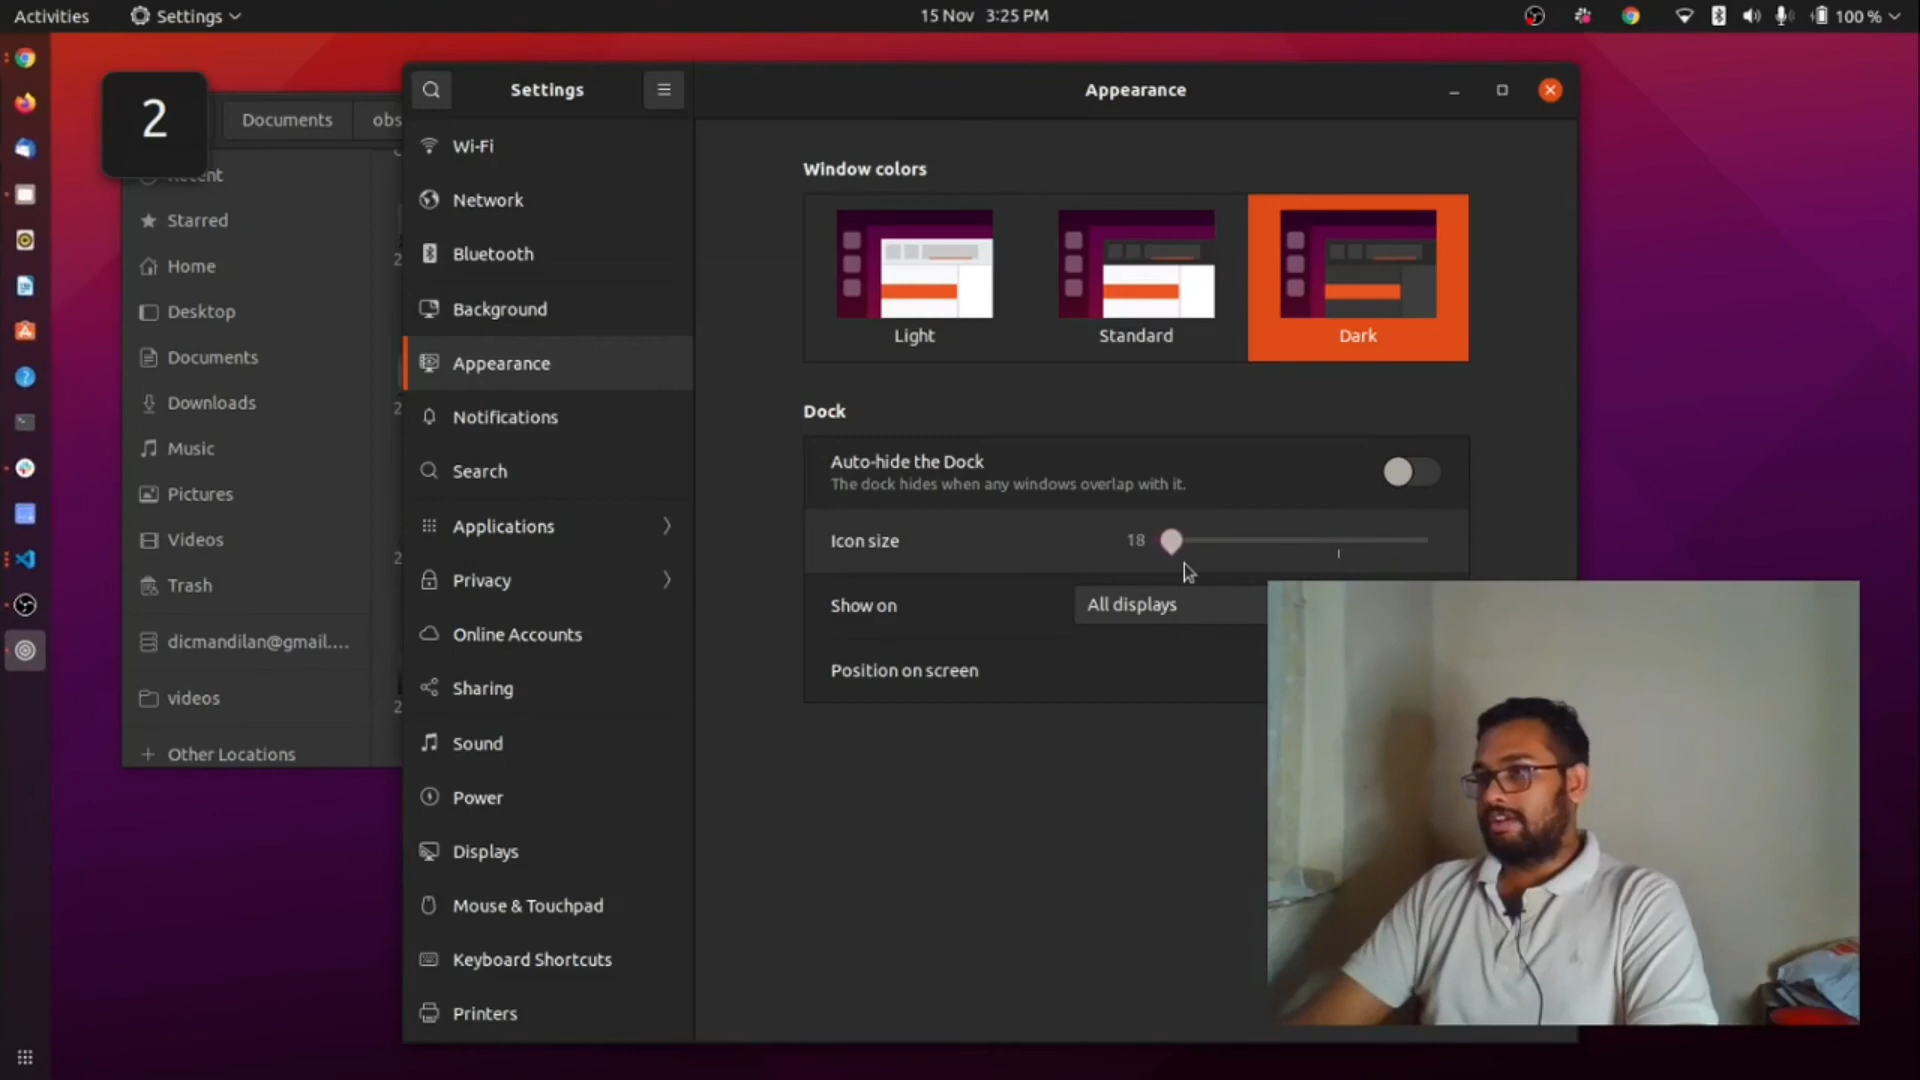 Activities
Settings
15 Nov 3:25 PM
100 %
2
Documents
obs
Recent
Starred
Home
Desktop
Documents
Downloads
Music
Pictures
Videos
Trash
dicmandilan@gmail....
videos
Other Locations
Settings
Wi-Fi
Network
Bluetooth
Background
Appearance
Notifications
Search
Applications
Privacy
Online Accounts
Sharing
Sound
Power
Displays
Mouse & Touchpad
Keyboard Shortcuts
Printers
Appearance
Window colors
Light
Standard
Dark
Dock
Auto-hide the Dock
The dock hides when any windows overlap with it.
Icon size
18
Show on
All displays
Position on screen